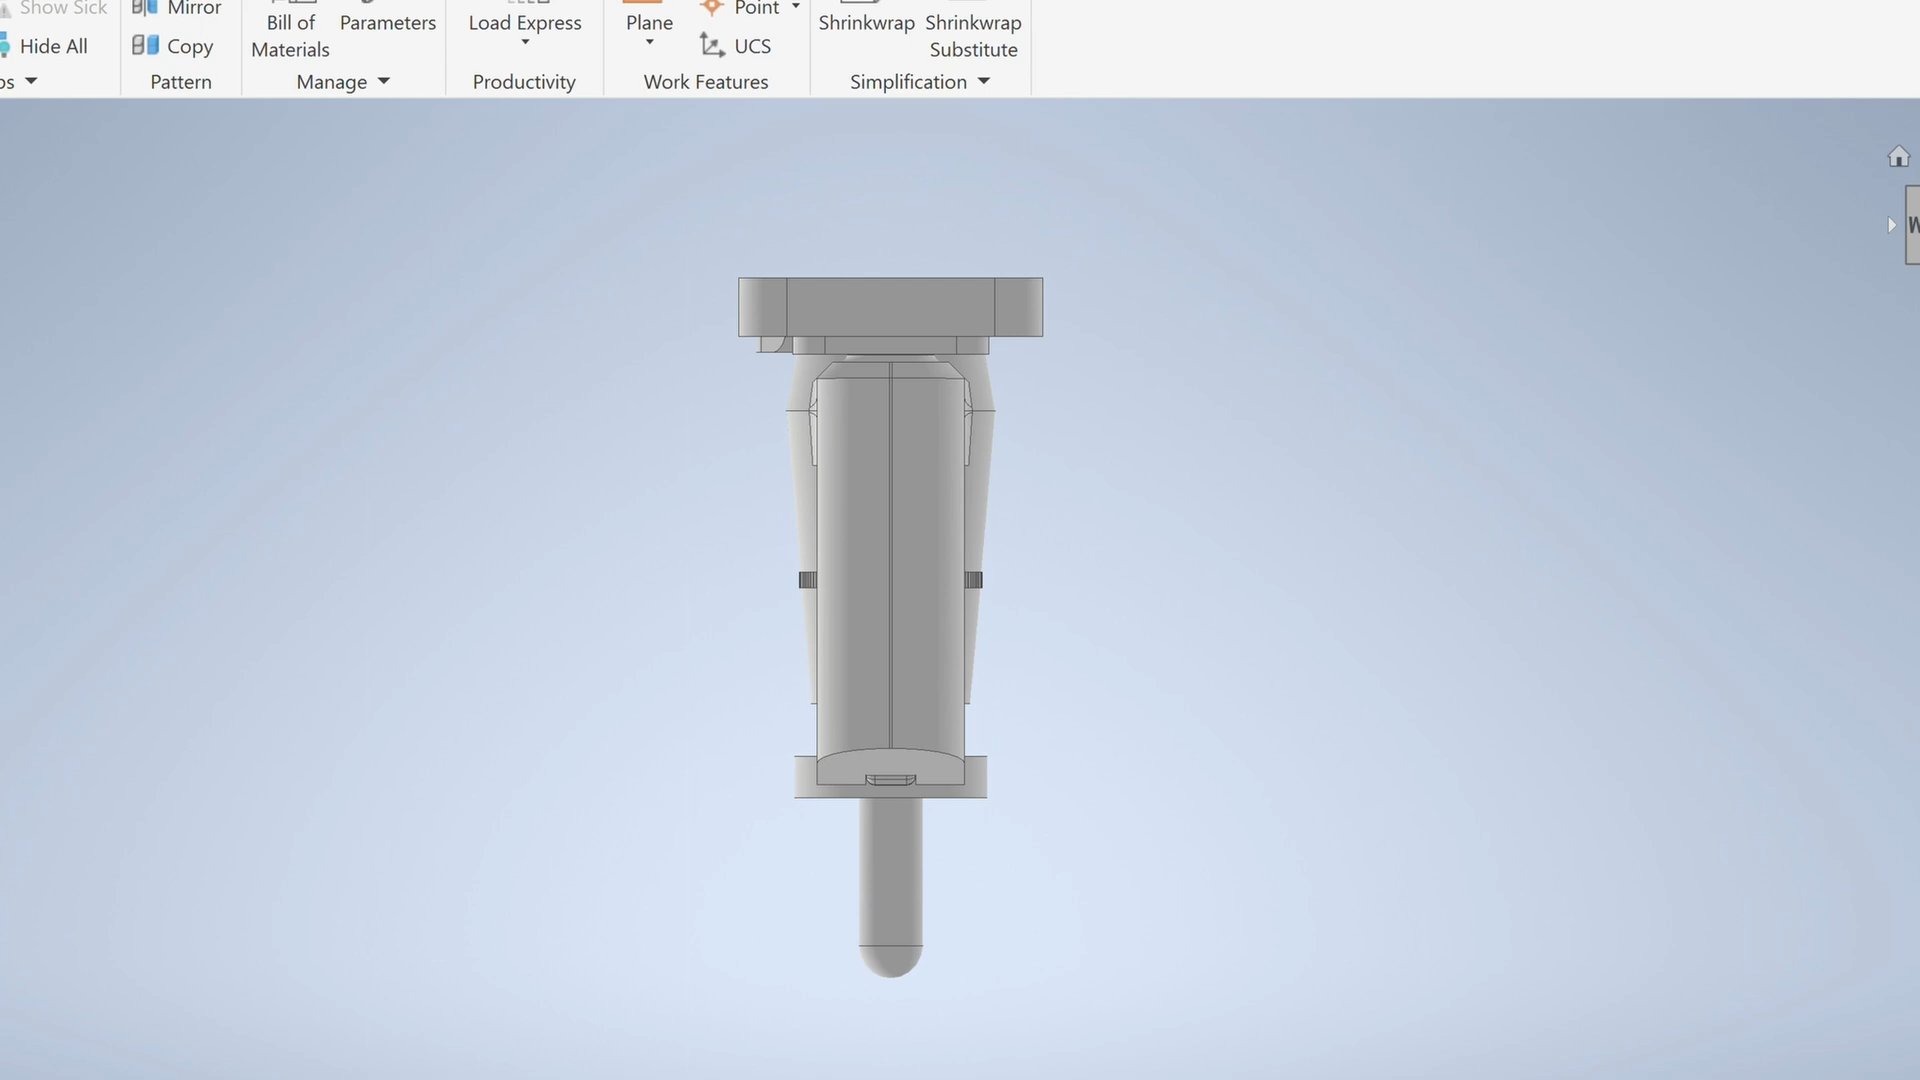 Show Sick
Mirror
Parameters
Load Express
Plane
Point
Shrinkwrap
Shrinkwrap
Substitute
Hide All
Copy
Bill of
Materials
UCS
Pattern
Manage
Productivity
Work Features
Simplification